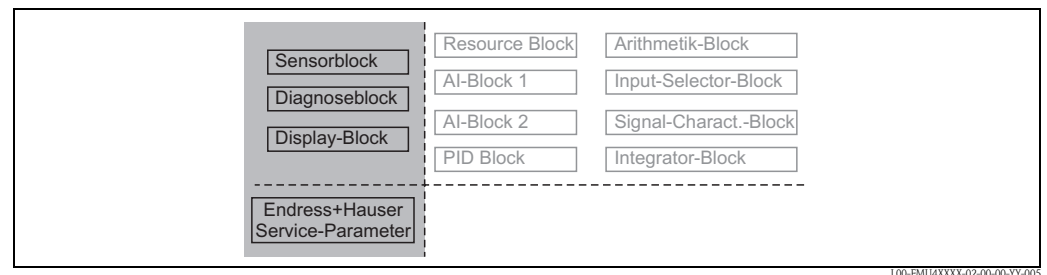 Sensorblock
Diagnoseblock
Display-Block
Endress+Hauser
Service-Parameter
Resource Block
AI-Block 1
AI-Block 2
PID Block
Arithmetik-Block
Input-Selector-Block
Signal-Charact.-Block
Integrator-Block
L00-FMU4XXXX-02-00-00-YY-005